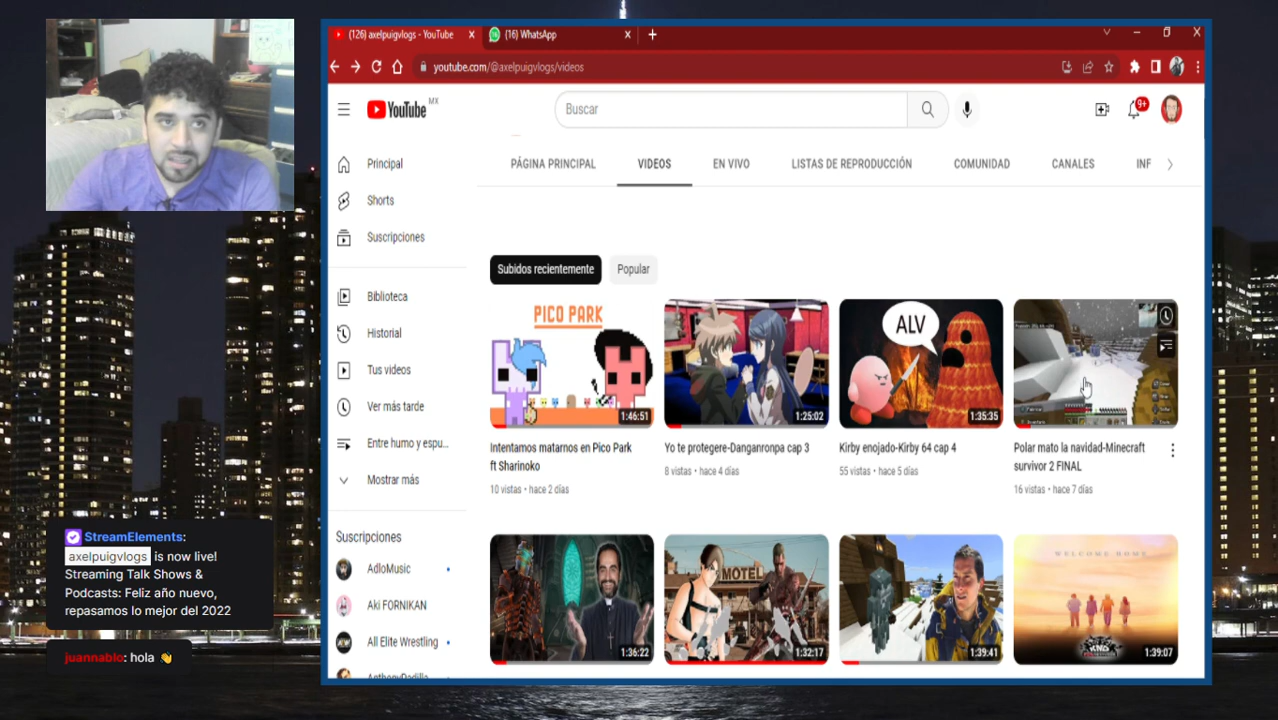 (126) axelpuigvlogs - YouTube
(16) WhatsApp
youtube.com/@axelpuigvlogs/videos
YouTube MX
Buscar
9+
PÁGINA PRINCIPAL
VIDEOS
EN VIVO
LISTAS DE REPRODUCCIÓN
COMUNIDAD
CANALES
INF
Principal
Shorts
Suscripciones
Biblioteca
Historial
Tus videos
Ver más tarde
Entre humo y espu...
Mostrar más
Suscripciones
AdloMusic
Aki FORNIKAN
All Elite Wrestling
AnthonyPadilla
Subidos recientemente
Popular
PICO PARK
1:46:51
Intentamos matarnos en Pico Park
ft Sharinoko
10 vistas • hace 2 días
1:25:02
Yo te protegere-Danganronpa cap 3
8 vistas • hace 4 días
ALV
1:35:35
Kirby enojado-Kirby 64 cap 4
55 vistas • hace 5 días
Polar mato la navidad-Minecraft
survivor 2 FINAL
16 vistas • hace 7 días
1:36:22
MOTEL
1:32:17
1:39:41
WELCOME HOME
1:39:07
StreamElements:
axelpuigvlogs is now live!
Streaming Talk Shows &
Podcasts: Feliz año nuevo,
repasamos lo mejor del 2022
juannablo: hola 👋